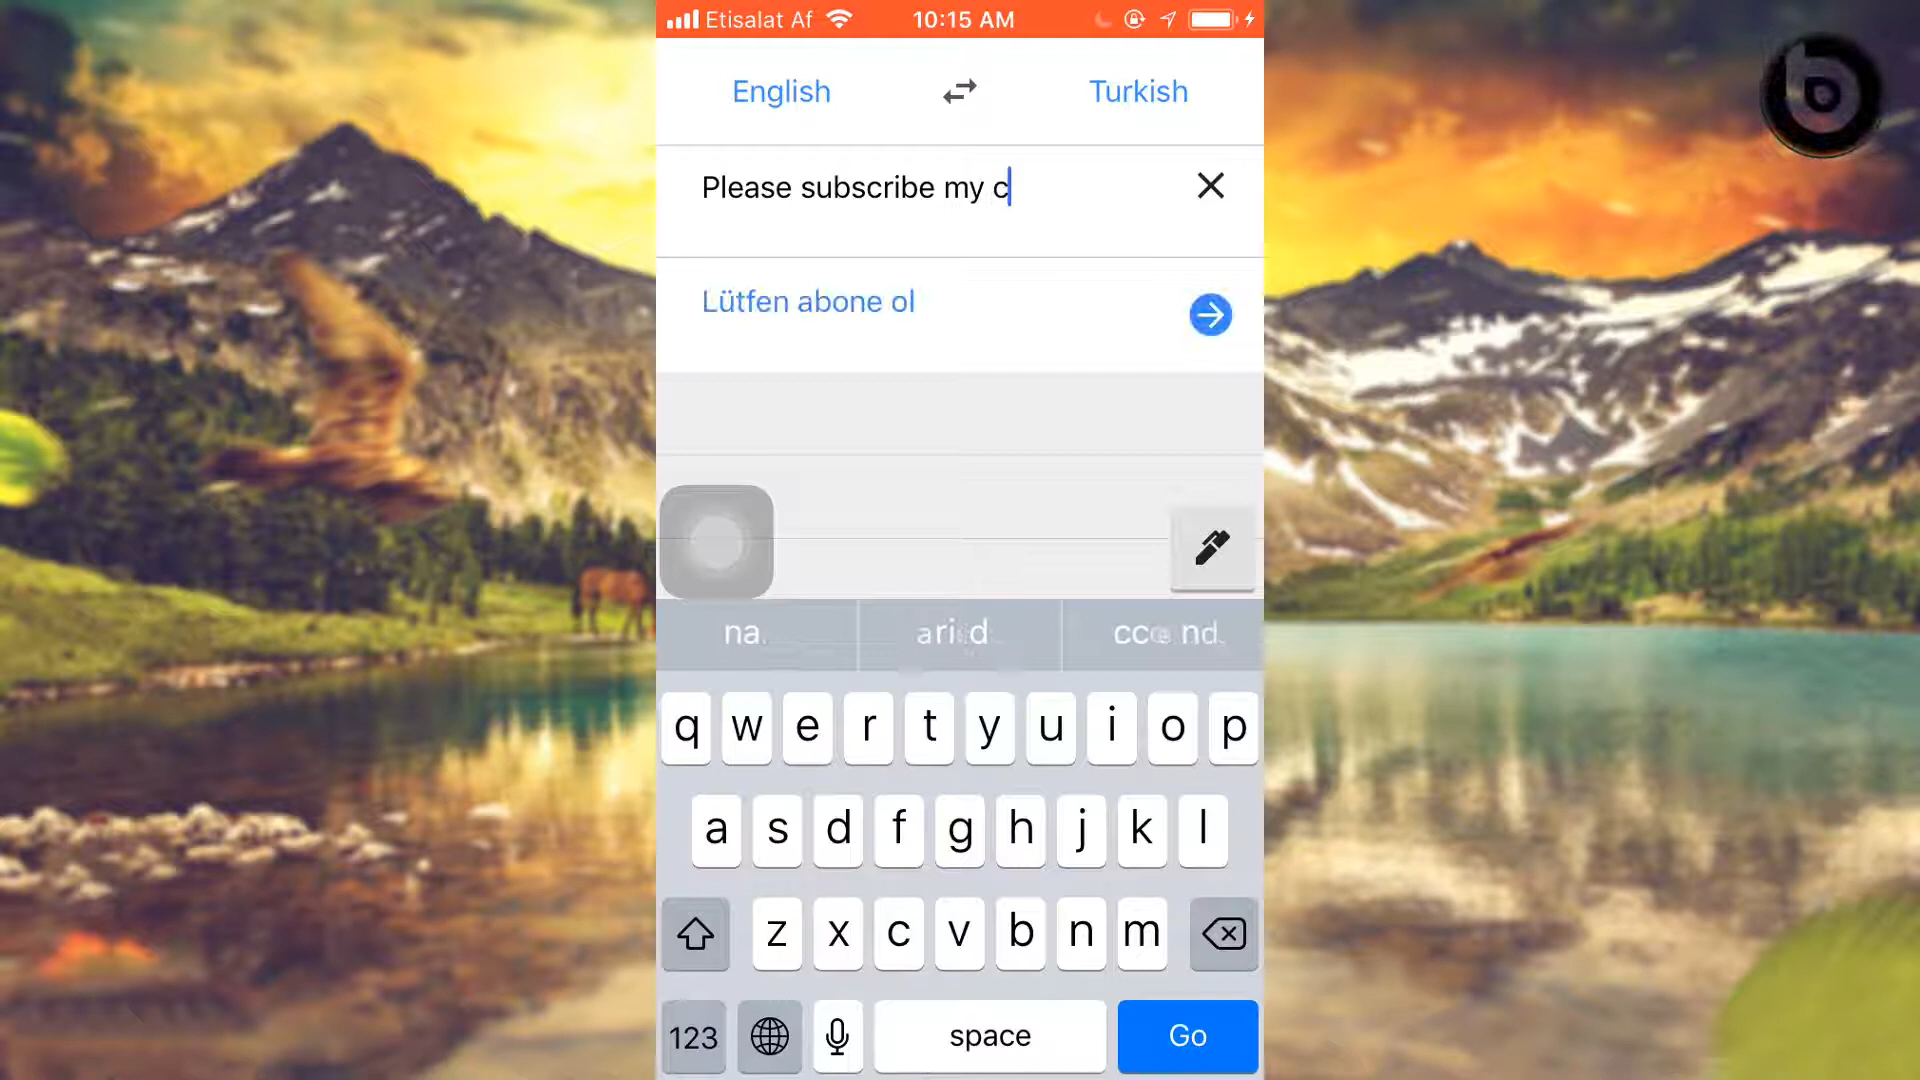 Etisalat Af
10:15 AM
English
Turkish
Please subscribe my c
Lütfen abone ol
q w e r t y u i o p
a s d f g h j k l
z x c v b n m
123
space
Go